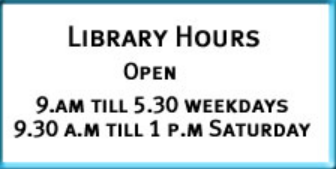 Library Hours
Open
9.am till 5.30 weekdays
9.30 a.m till 1 p.m Saturday